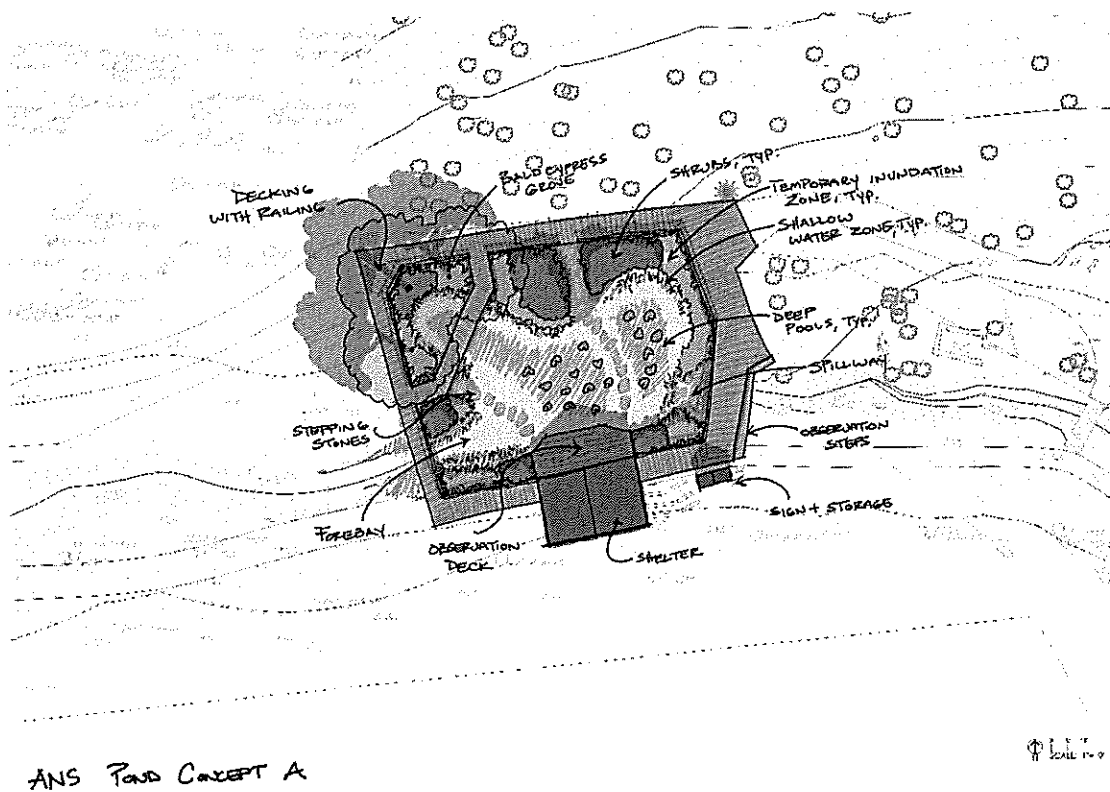 DECKING
WITH RAILING
BALD CYPRESS
GROVE
SHRUBS, TYP.
TEMPORARY INUNDATION
ZONE, TYP.
SHALLOW
WATER ZONE, TYP.
DEEP
POOLS, TYP.
SPILLWAY
STEPPING
STONES
OBSERVATION
STEPS
SIGN + STORAGE
FOREBAY
OBSERVATION
DECK
SHELTER
ANS POND CONCEPT A